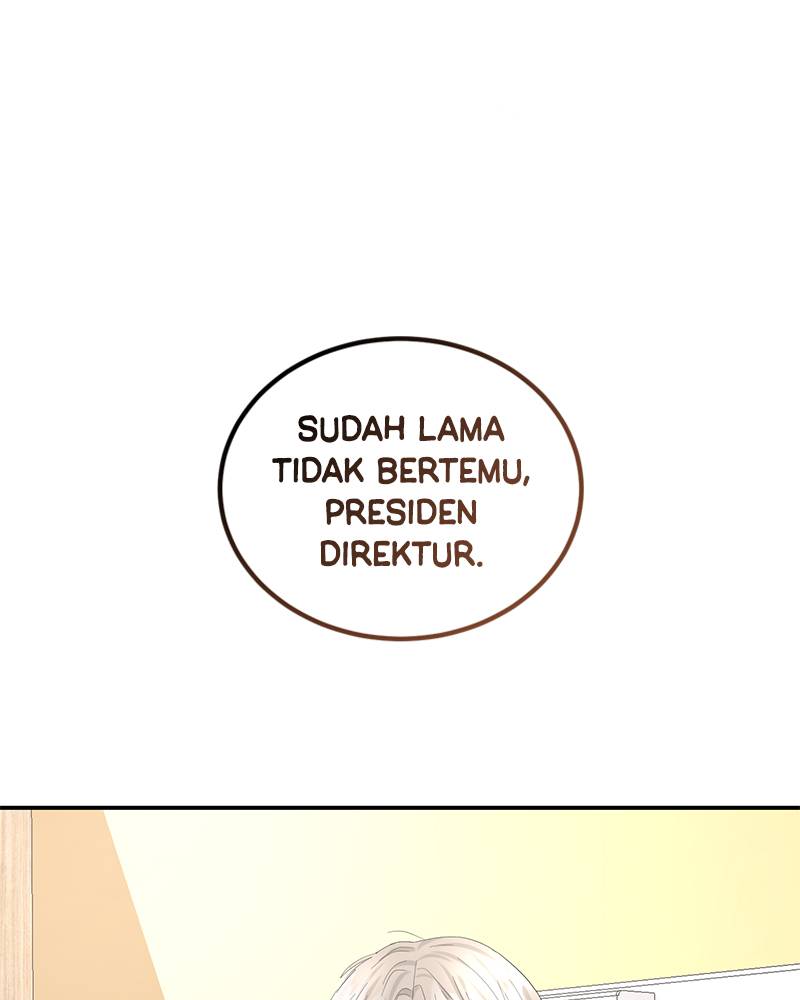 SUDAH LAMA
TIDAK BERTEMU,
PRESIDEN
DIREKTUR.